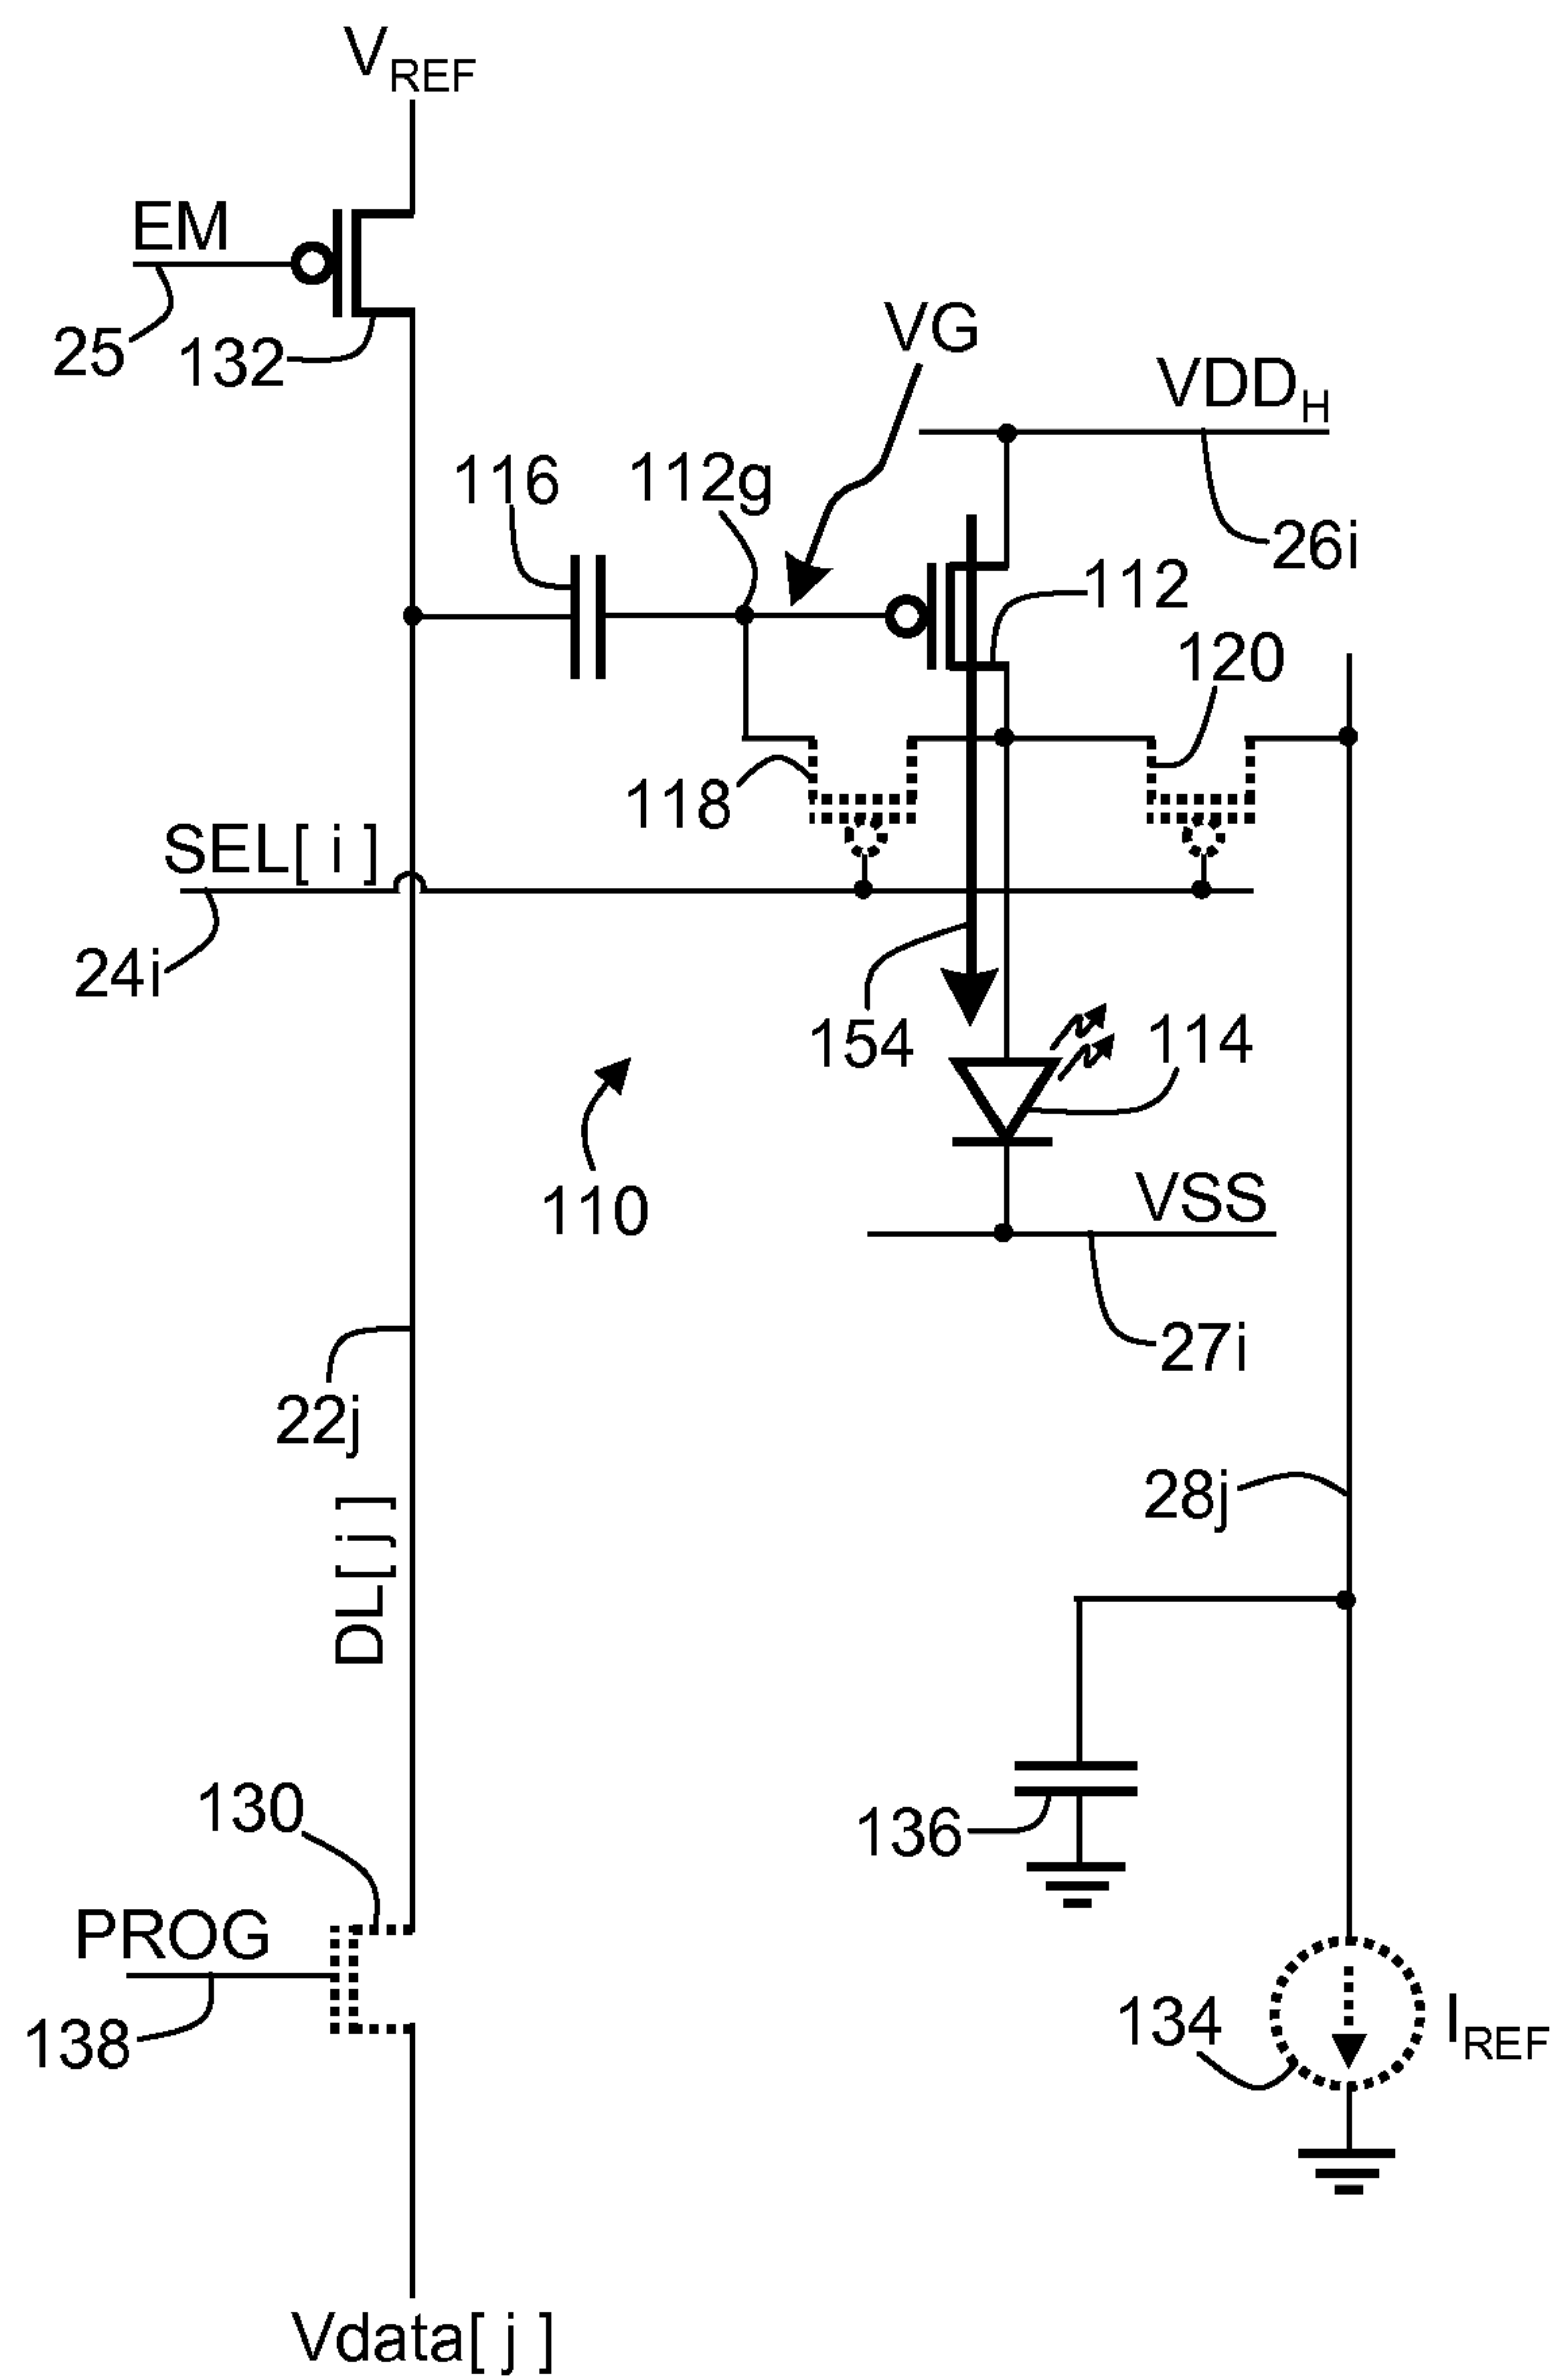 VREF
EM
25
132
VG
VDDH
116
112g
26i
112
120
118
SEL[ i ]
24i
154
114
110
VSS
27i
22j
28j
DL[ j ]
130
136
PROG
138
134
IREF
Vdata[ j ]